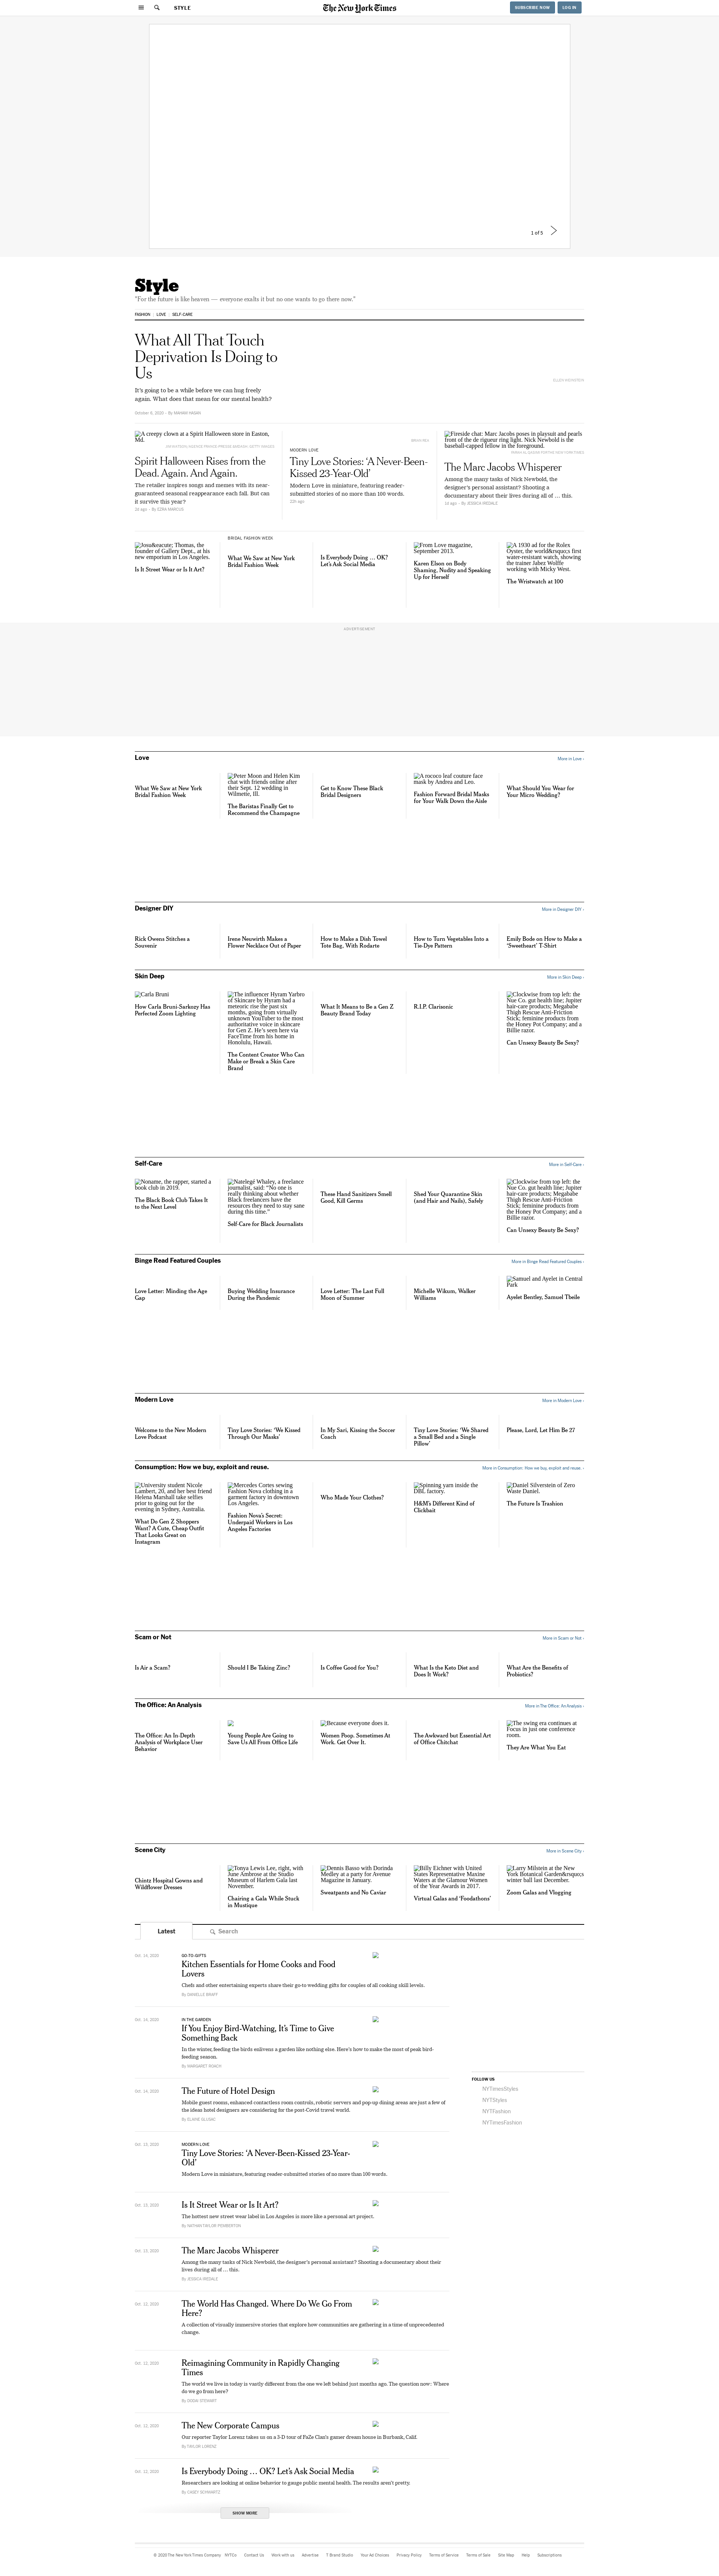 STYLE
The New York Times
SUBSCRIBE NOW
LOG IN
1 of 5
Style
"For the future is like heaven — everyone exalts it but no one wants to go there now."
FASHION
LOVE
SELF-CARE
What All That Touch
Deprivation Is Doing to
Us
It's going to be a while before we can hug freely
again. What does that mean for our mental health?
By MAHAM HASAN
A creepy clown at a Spirit Halloween store in Easton,
Md.
Spirit Halloween Rises from the
Dead. Again. And Again.
The retailer inspires songs and memes with its near-
guaranteed seasonal reappearance each fall. But can
it survive this year?
By EZRA MARCUS
MODERN LOVE
Tiny Love Stories: 'A Never-Been-
Kissed 23-Year-Old'
Modern Love in miniature, featuring reader-
submitted stories of no more than 100 words.
Fireside chat: Marc Jacobs poses in playsuit and pearls
front of the de rigueur ring light. Nick Newbold is the
baseball-capped fellow in the foreground.
The Marc Jacobs Whisperer
Among the many tasks of Nick Newbold, the
designer's personal assistant? Shooting a
documentary about their lives during all of … this.
By JESSICA IREDALE
Jos&eacute; Thomas, the
founder of Gallery Dept., at his
new emporium in Los Angeles.
Is It Street Wear or Is It Art?
BRIDAL FASHION WEEK
What We Saw at New York
Bridal Fashion Week
Is Everybody Doing … OK?
Let's Ask Social Media
From Love magazine,
September 2013.
Karen Elson on Body
Shaming, Nudity and Speaking
Up for Herself
A 1930 ad for the Rolex
Oyster, the world&rsquo;s first
water-resistant watch, showing
the trainer Jabez Wolffe
working with Micky West.
The Wristwatch at 100
ADVERTISEMENT
Love
More in Love ›
What We Saw at New York
Bridal Fashion Week
Peter Moon and Helen Kim
chat with friends online after
their Sept. 12 wedding in
Wilmette, Ill.
The Baristas Finally Get to
Recommend the Champagne
Get to Know These Black
Bridal Designers
A rococo leaf couture face
mask by Andrea and Leo.
Fashion Forward Bridal Masks
for Your Walk Down the Aisle
What Should You Wear for
Your Micro Wedding?
Designer DIY
More in Designer DIY ›
Rick Owens Stitches a
Souvenir
Irene Neuwirth Makes a
Flower Necklace Out of Paper
How to Make a Dish Towel
Tote Bag, With Rodarte
How to Turn Vegetables Into a
Tie-Dye Pattern
Emily Bode on How to Make a
'Sweetheart' T-Shirt
Skin Deep
More in Skin Deep ›
Carla Bruni
How Carla Bruni-Sarkozy Has
Perfected Zoom Lighting
The influencer Hyram Yarbro
of Skincare by Hyram had a
meteoric rise the past six
months, going from virtually
unknown YouTuber to the most
authoritative voice in skincare
for Gen Z. He's seen here via
FaceTime from his home in
Honolulu, Hawaii.
The Content Creator Who Can
Make or Break a Skin Care
Brand
What It Means to Be a Gen Z
Beauty Brand Today
R.I.P. Clarisonic
Clockwise from top left: the
Nue Co. gut health line; Jupiter
hair-care products; Megababe
Thigh Rescue Anti-Friction
Stick; feminine products from
the Honey Pot Company; and a
Billie razor.
Can Unsexy Beauty Be Sexy?
Self-Care
More in Self-Care ›
Noname, the rapper, started a
book club in 2019.
The Black Book Club Takes It
to the Next Level
Natelegé Whaley, a freelance
journalist, said: "No one is
really thinking about whether
Black freelancers have the
resources they need to stay sane
during this time."
Self-Care for Black Journalists
These Hand Sanitizers Smell
Good, Kill Germs
Shed Your Quarantine Skin
(and Hair and Nails), Safely
Clockwise from top left: the
Nue Co. gut health line; Jupiter
hair-care products; Megababe
Thigh Rescue Anti-Friction
Stick; feminine products from
the Honey Pot Company; and a
Billie razor.
Can Unsexy Beauty Be Sexy?
Binge Read Featured Couples
More in Binge Read Featured Couples ›
Love Letter: Minding the Age
Gap
Buying Wedding Insurance
During the Pandemic
Love Letter: The Last Full
Moon of Summer
Michelle Wikum, Walker
Williams
Samuel and Ayelet in Central
Park
Ayelet Bentley, Samuel Theile
Modern Love
More in Modern Love ›
Welcome to the New Modern
Love Podcast
Tiny Love Stories: 'We Kissed
Through Our Masks'
In My Sari, Kissing the Soccer
Coach
Tiny Love Stories: 'We Shared
a Small Bed and a Single
Pillow'
Please, Lord, Let Him Be 27
Consumption: How we buy, exploit and reuse.
More in Consumption: How we buy, exploit and reuse. ›
University student Nicole
Lambert, 20, and her best friend
Helena Marshall take selfies
prior to going out for the
evening in Sydney, Australia.
What Do Gen Z Shoppers
Want? A Cute, Cheap Outfit
That Looks Great on
Instagram
Mercedes Cortes sewing
Fashion Nova clothing in a
garment factory in downtown
Los Angeles.
Fashion Nova's Secret:
Underpaid Workers in Los
Angeles Factories
Who Made Your Clothes?
Spinning yarn inside the
DBL factory.
H&M's Different Kind of
Clickbait
Daniel Silverstein of Zero
Waste Daniel.
The Future Is Trashion
Scam or Not
More in Scam or Not ›
Is Air a Scam?
Should I Be Taking Zinc?
Is Coffee Good for You?
What Is the Keto Diet and
Does It Work?
What Are the Benefits of
Probiotics?
The Office: An Analysis
More in The Office: An Analysis ›
The Office: An In-Depth
Analysis of Workplace User
Behavior
Young People Are Going to
Save Us All From Office Life
Because everyone does it.
Women Poop. Sometimes At
Work. Get Over It.
The Awkward but Essential Art
of Office Chitchat
The swing era continues at
Focus in just one conference
room.
They Are What You Eat
Scene City
More in Scene City ›
Chintz Hospital Gowns and
Wildflower Dresses
Tonya Lewis Lee, right, with
June Ambrose at the Studio
Museum of Harlem Gala last
November.
Chairing a Gala While Stuck
in Mustique
Dennis Basso with Dorinda
Medley at a party for Avenue
Magazine in January.
Sweatpants and No Caviar
Billy Eichner with United
States Representative Maxine
Waters at the Glamour Women
of the Year Awards in 2017.
Virtual Galas and 'Foodathons'
Larry Milstein at the New
York Botanical Garden&rsquo;s
winter ball last December.
Zoom Galas and Vlogging
Latest
Search
GO-TO-GIFTS
Kitchen Essentials for Home Cooks and Food
Lovers
Chefs and other entertaining experts share their go-to wedding gifts for couples of all cooking skill levels.
By DANIELLE BRAFF
IN THE GARDEN
If You Enjoy Bird-Watching, It's Time to Give
Something Back
In the winter, feeding the birds enlivens a garden like nothing else. Here's how to make the most of peak bird-
feeding season.
By MARGARET ROACH
The Future of Hotel Design
Mobile guest rooms, enhanced contactless room controls, robotic servers and pop-up dining areas are just a few of
the ideas hotel designers are considering for the post-Covid travel world.
By ELAINE GLUSAC
MODERN LOVE
Tiny Love Stories: 'A Never-Been-Kissed 23-Year-
Old'
Modern Love in miniature, featuring reader-submitted stories of no more than 100 words.
Is It Street Wear or Is It Art?
The hottest new street wear label in Los Angeles is more like a personal art project.
By NATHAN TAYLOR PEMBERTON
The Marc Jacobs Whisperer
Among the many tasks of Nick Newbold, the designer's personal assistant? Shooting a documentary about their
lives during all of … this.
By JESSICA IREDALE
The World Has Changed. Where Do We Go From
Here?
A collection of virtually immersive stories that explore how communities are gathering in a time of unprecedented
change.
Reimagining Community in Rapidly Changing
Times
The world we live in today is vastly different from the one we left behind just months ago. The question now: Where
do we go from here?
By DODAI STEWART
The New Corporate Campus
Our reporter Taylor Lorenz takes us on a 3-D tour of FaZe Clan's gamer dream house in Burbank, Calif.
By TAYLOR LORENZ
Is Everybody Doing … OK? Let's Ask Social Media
Researchers are looking at online behavior to gauge public mental health. The results aren't pretty.
By CASEY SCHWARTZ
SHOW MORE
FOLLOW US
NYTimesStyles
NYTStyles
NYTFashion
NYTimesFashion
© 2020 The New York Times Company
NYTCo
Contact Us
Work with us
Advertise
T Brand Studio
Your Ad Choices
Privacy Policy
Terms of Service
Terms of Sale
Site Map
Help
Subscriptions